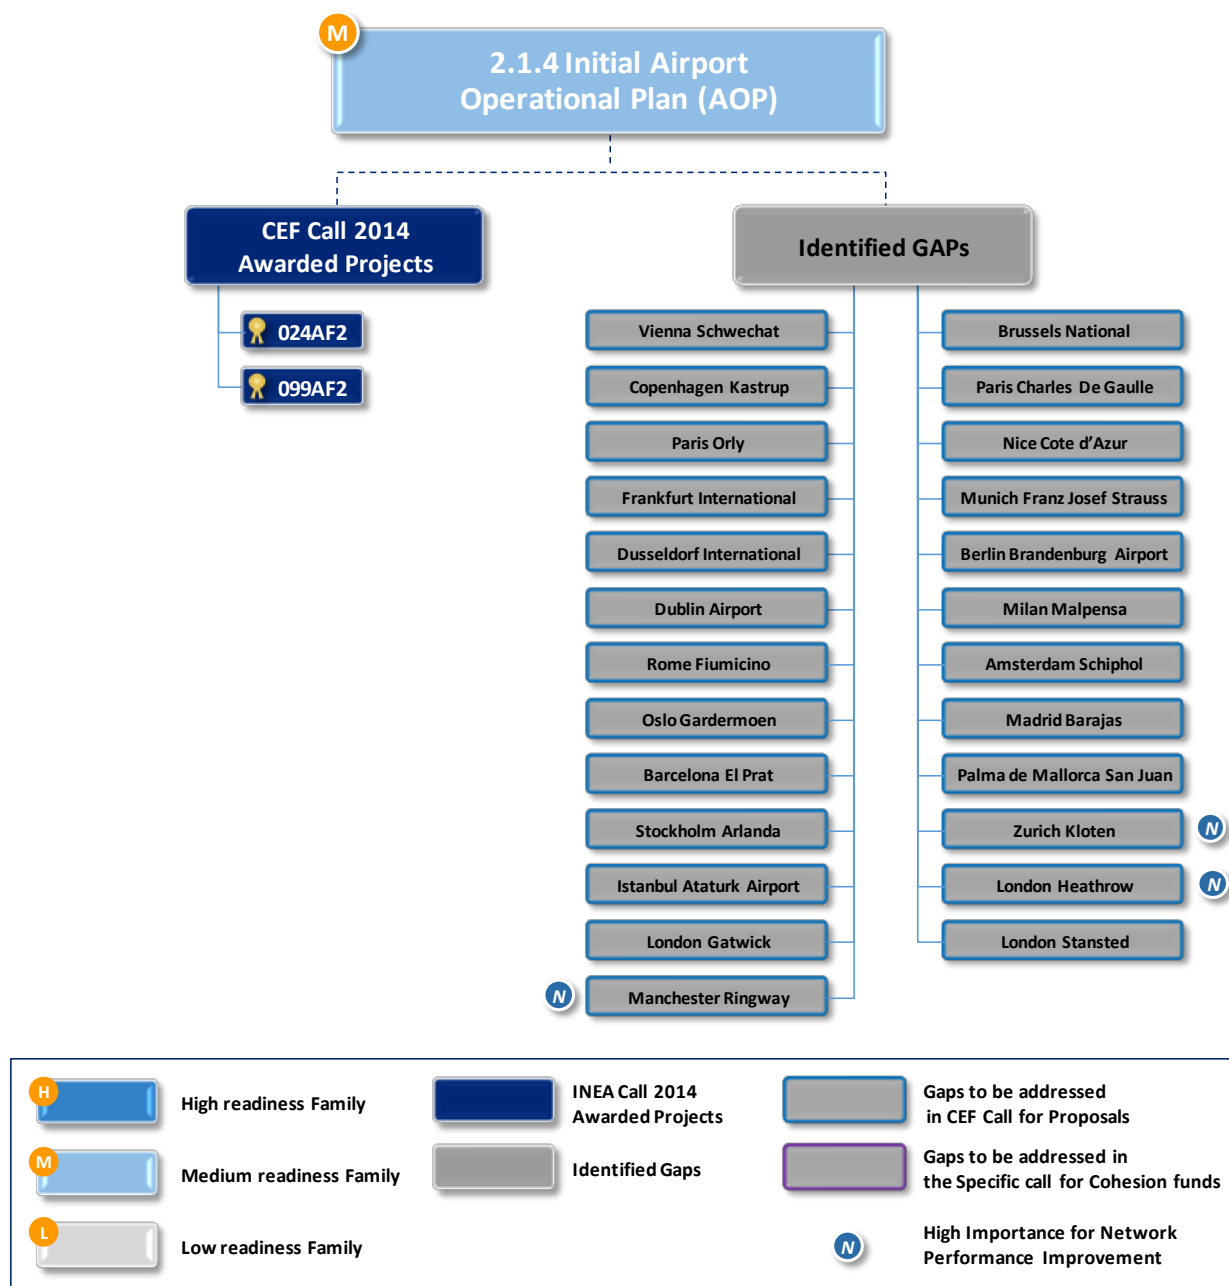 M
2.1.4 Initial Airport
Operational Plan (AOP)
CEF Call 2014
Awarded Projects
024AF2
099AF2
Identified GAPs
Vienna Schwechat
Copenhagen Kastrup
Paris Orly
Frankfurt International
Dusseldorf International
Dublin Airport
Rome Fiumicino
Oslo Gardermoen
Barcelona El Prat
Stockholm Arlanda
Istanbul Ataturk Airport
London Gatwick
N
Manchester Ringway
Brussels National
Paris Charles De Gaulle
Nice Cote d'Azur
Munich Franz Josef Strauss
Berlin Brandenburg Airport
Milan Malpensa
Amsterdam Schiphol
Madrid Barajas
Palma de Mallorca San Juan
Zurich Kloten
N
London Heathrow
N
London Stansted
H
High readiness Family
M
Medium readiness Family
L
Low readiness Family
INEA Call 2014
Awarded Projects
Identified Gaps
Gaps to be addressed
in CEF Call for Proposals
Gaps to be addressed in
the Specific call for Cohesion funds
N
High Importance for Network
Performance Improvement